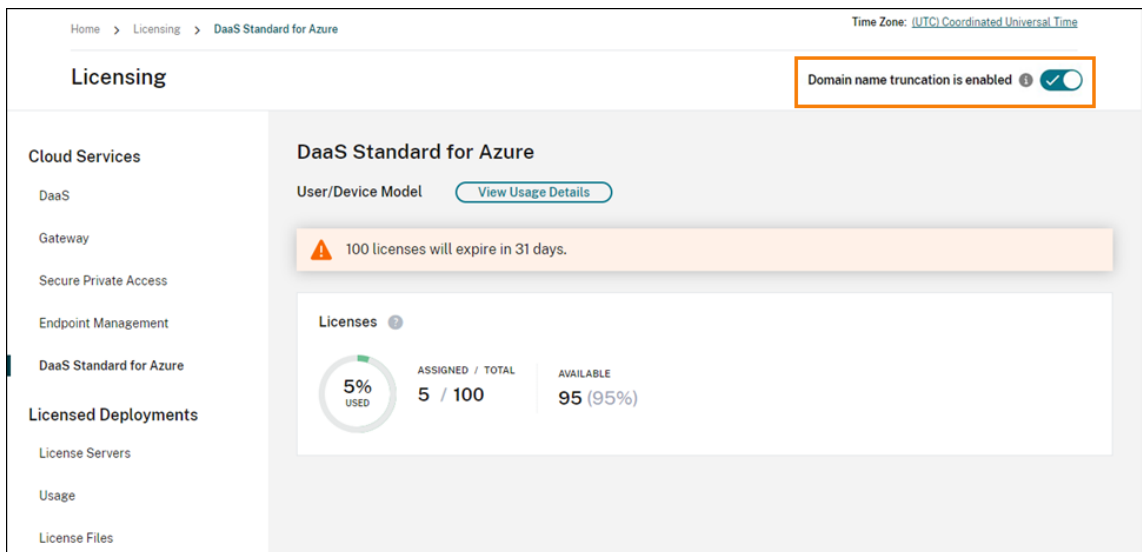 Home > Licensing > DaaS Standard for Azure
Time Zone: (UTC) Coordinated Universal Time
Licensing
Domain name truncation is enabled
Cloud Services
DaaS
Gateway
Secure Private Access
Endpoint Management
DaaS Standard for Azure
Licensed Deployments
License Servers
Usage
License Files
DaaS Standard for Azure
User/Device Model
View Usage Details
100 licenses will expire in 31 days.
Licenses
5%
USED
ASSIGNED / TOTAL
5 / 100
AVAILABLE
95 (95%)